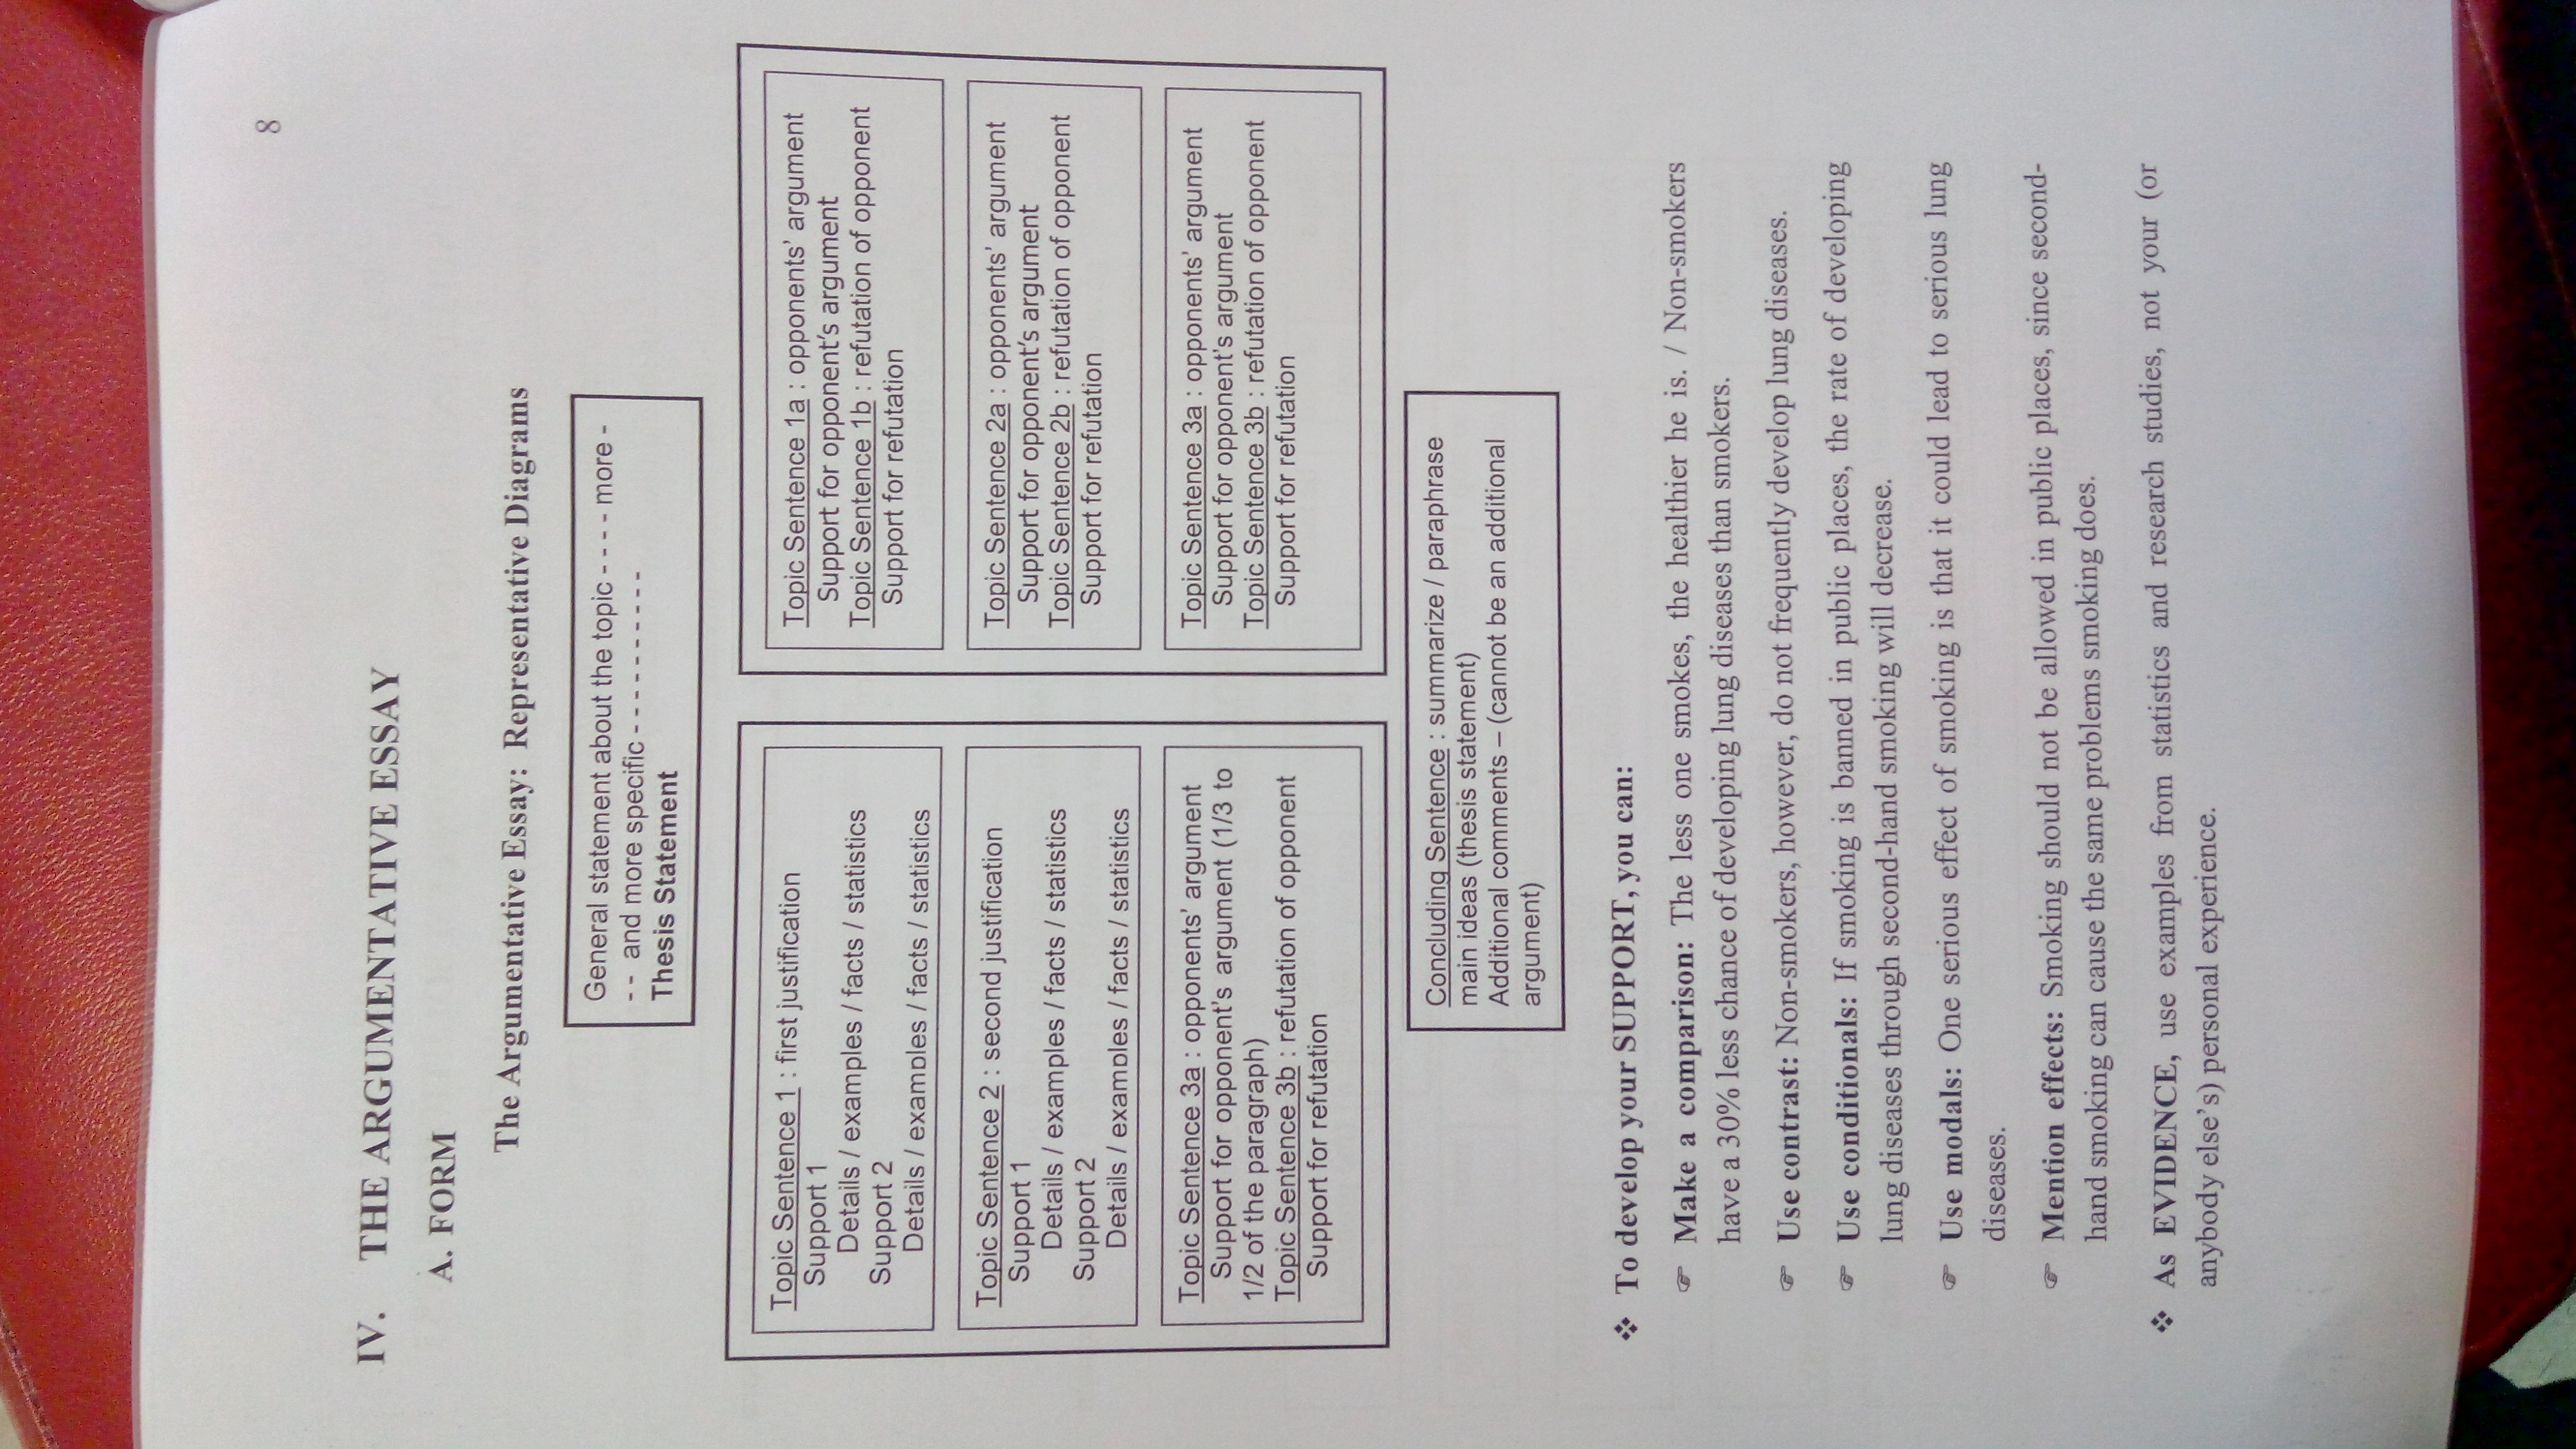 8
IV. THE ARGUMENTATIVE ESSAY
A. FORM
The Argumentative Essay: Representative Diagrams
General statement about the topic - - - - more -
- - and more specific - - - - - - - - - -
Thesis Statement
Topic Sentence 1 : first justification
Support 1
Details / examples / facts / statistics
Support 2
Details / examples / facts / statistics
Topic Sentence 2 : second justification
Support 1
Details / examples / facts / statistics
Support 2
Details / examples / facts / statistics
Topic Sentence 3a : opponents' argument
Support for opponent's argument (1/3 to
1/2 of the paragraph)
Topic Sentence 3b : refutation of opponent
Support for refutation
Topic Sentence 1a : opponents' argument
Support for opponent's argument
Topic Sentence 1b : refutation of opponent
Support for refutation
Topic Sentence 2a : opponents' argument
Support for opponent's argument
Topic Sentence 2b : refutation of opponent
Support for refutation
Topic Sentence 3a : opponents' argument
Support for opponent's argument
Topic Sentence 3b : refutation of opponent
Support for refutation
Concluding Sentence : summarize / paraphrase
main ideas (thesis statement)
Additional comments – (cannot be an additional
argument)
❖ To develop your SUPPORT, you can:
☞ Make a comparison: The less one smokes, the healthier he is. / Non-smokers
have a 30% less chance of developing lung diseases than smokers.
☞ Use contrast: Non-smokers, however, do not frequently develop lung diseases.
☞ Use conditionals: If smoking is banned in public places, the rate of developing
lung diseases through second-hand smoking will decrease.
☞ Use modals: One serious effect of smoking is that it could lead to serious lung
diseases.
☞ Mention effects: Smoking should not be allowed in public places, since second-
hand smoking can cause the same problems smoking does.
❖ As EVIDENCE, use examples from statistics and research studies, not your (or
anybody else's) personal experience.